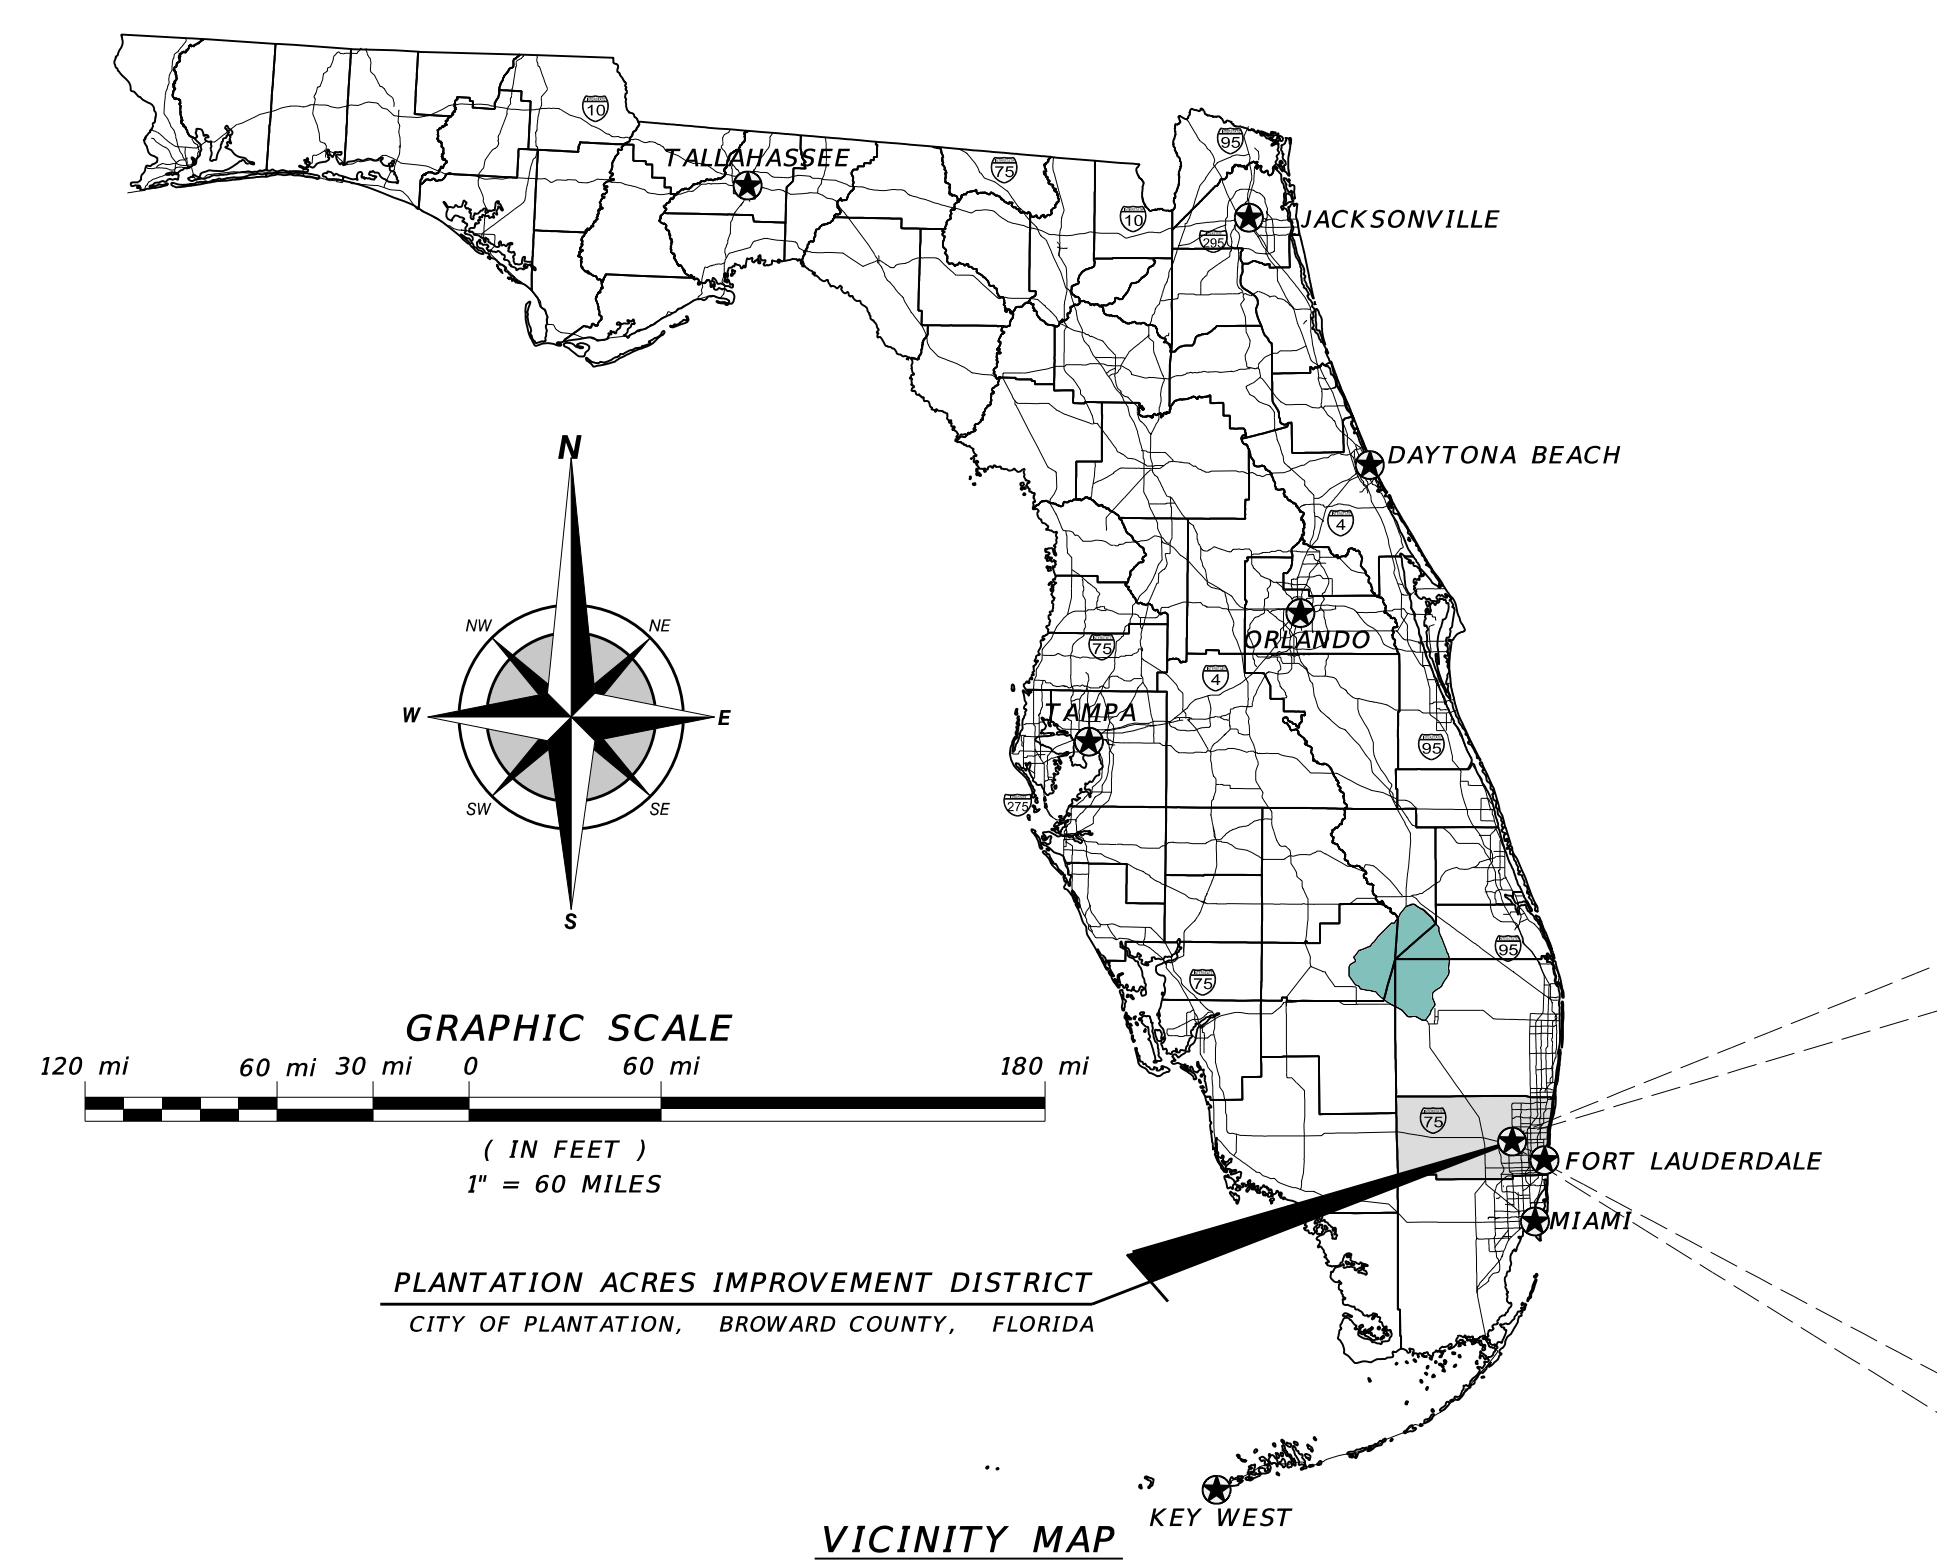 10
95
TALLAHASSEE
75
10
JACKSONVILLE
295
N
DAYTONA BEACH
4
NW
NE
ORLANDO
75
4
W
E
TAMPA
95
275
SW
SE
S
95
75
GRAPHIC SCALE
120 mi 60 mi 30 mi 0 60 mi 180 mi
75
( IN FEET )
FORT LAUDERDALE
1" = 60 MILES
MIAMI
PLANTATION ACRES IMPROVEMENT DISTRICT
CITY OF PLANTATION, BROWARD COUNTY, FLORIDA
KEY WEST
VICINITY MAP